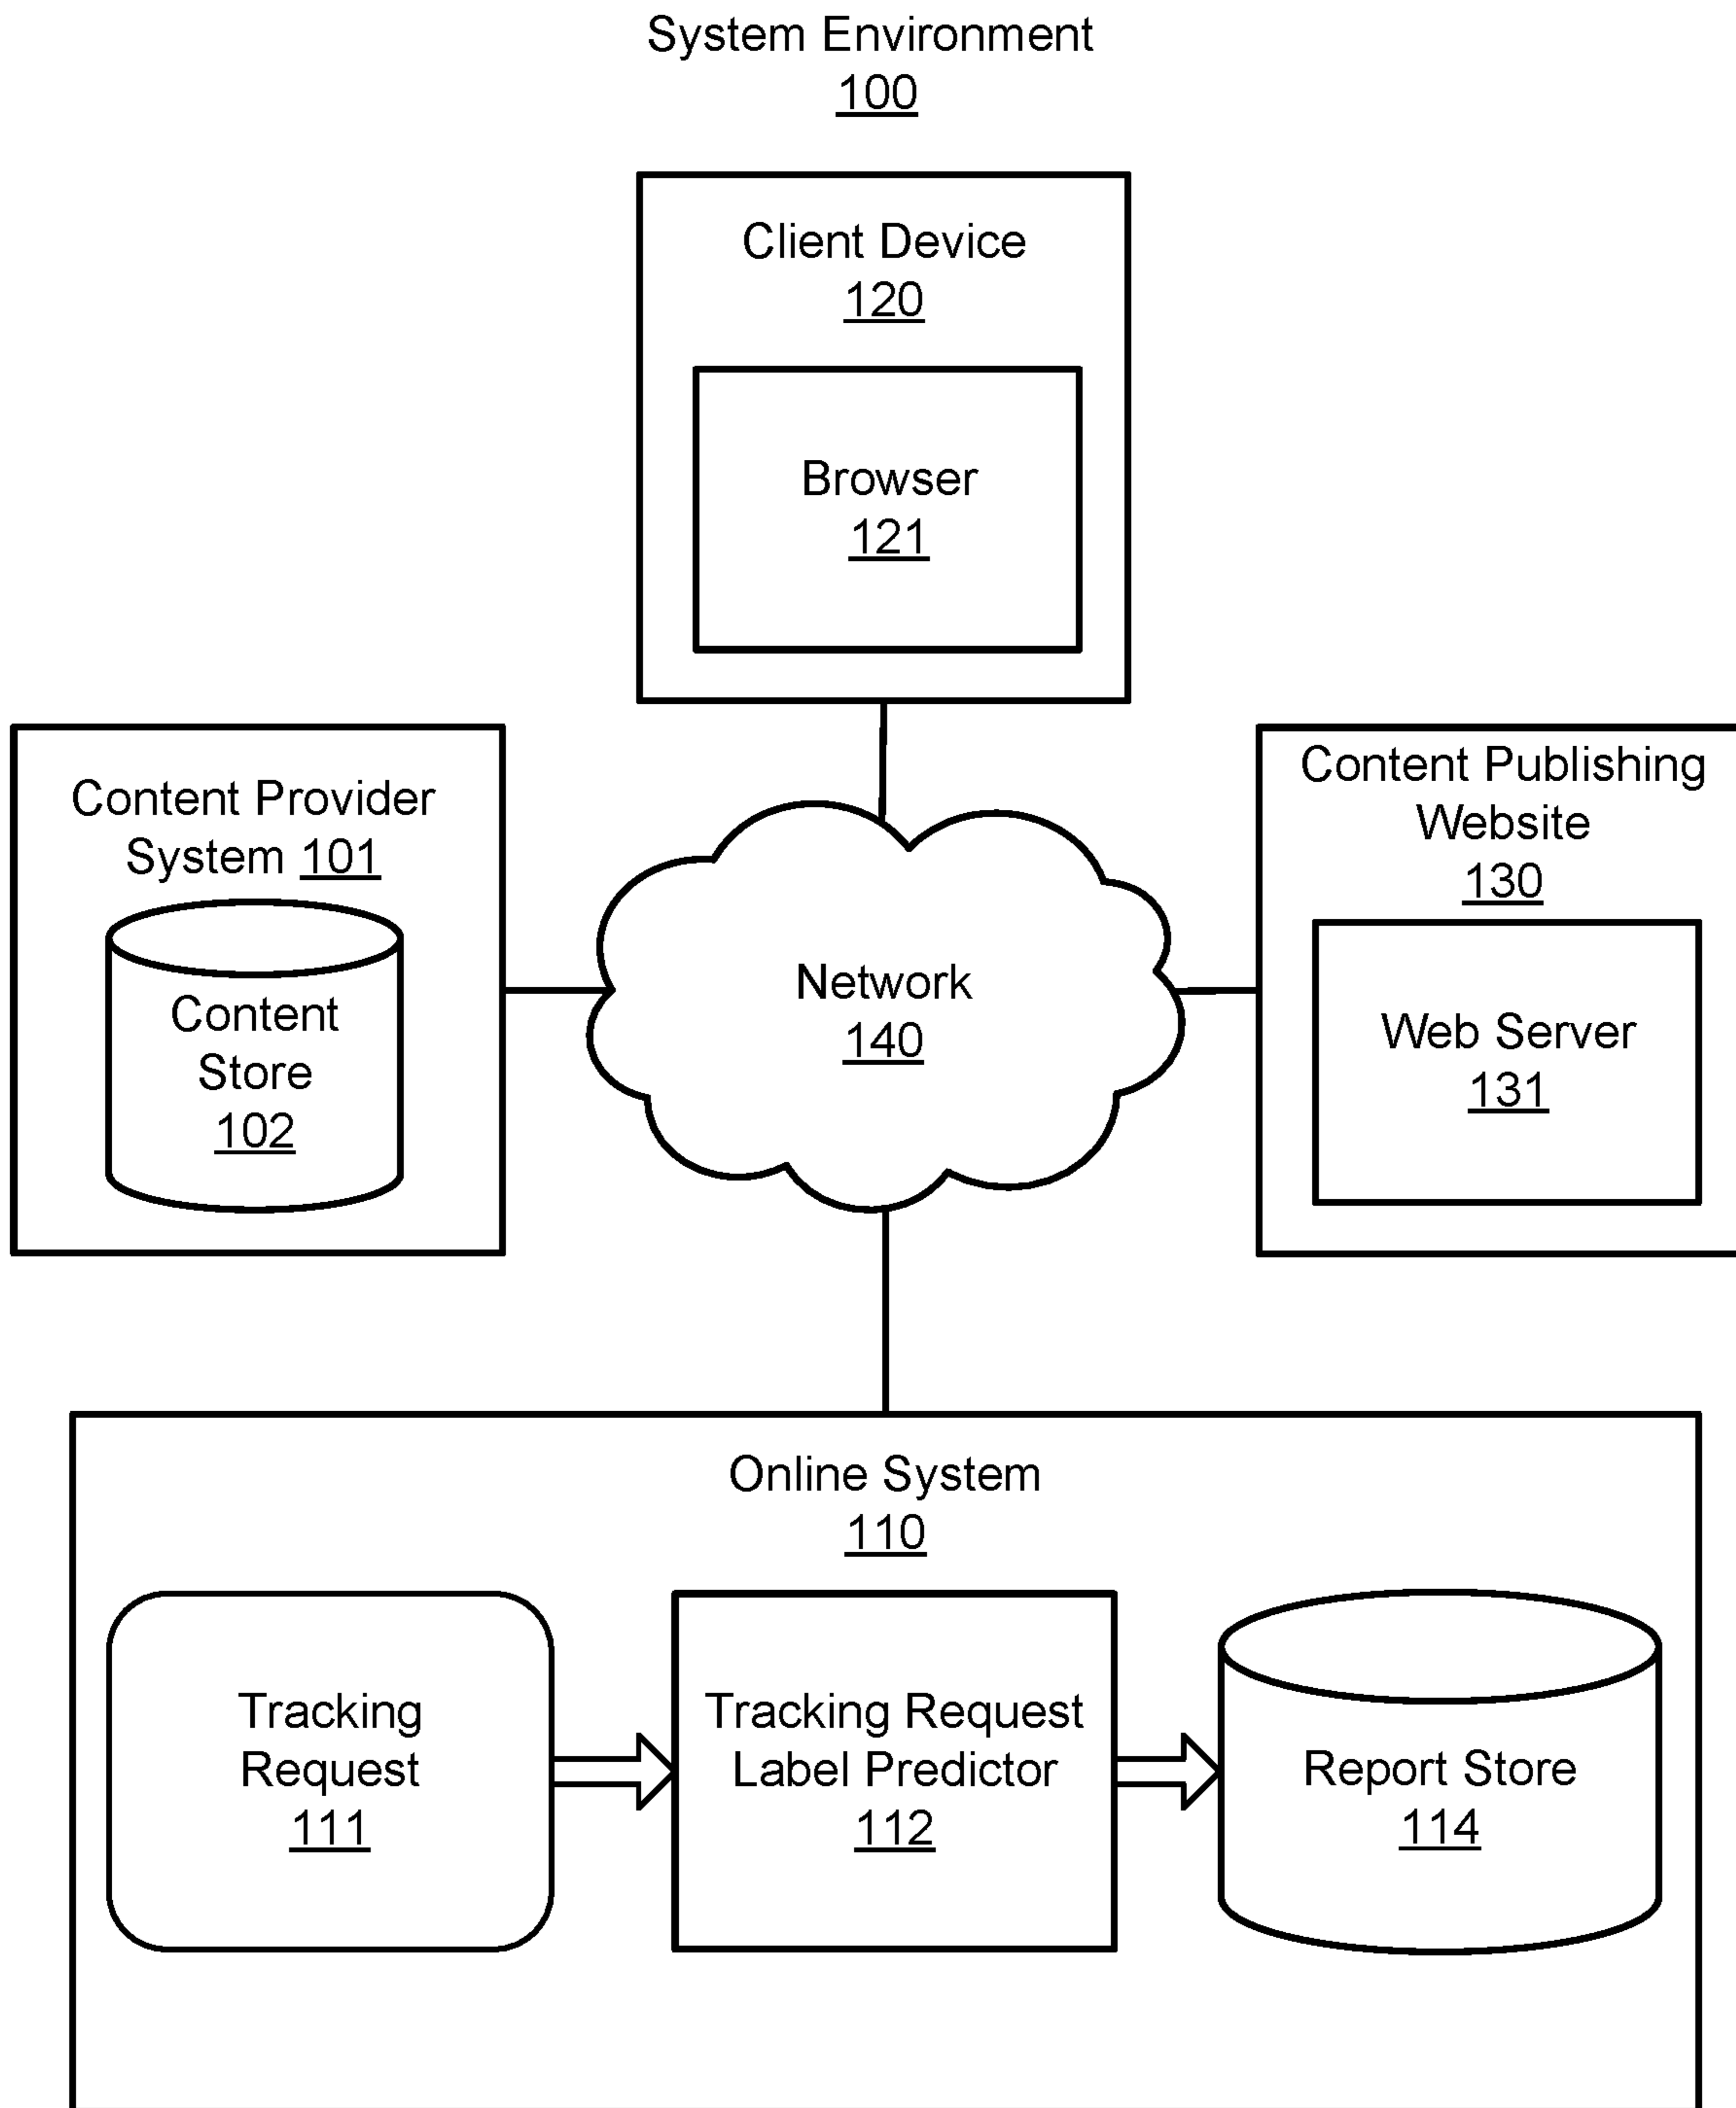 System Environment
100
Client Device
120
Browser
121
Content Provider
System 101
Content
Store
102
Network
140
Content Publishing
Website
130
Web Server
131
Online System
110
Tracking
Request
111
Tracking Request
Label Predictor
112
Report Store
114